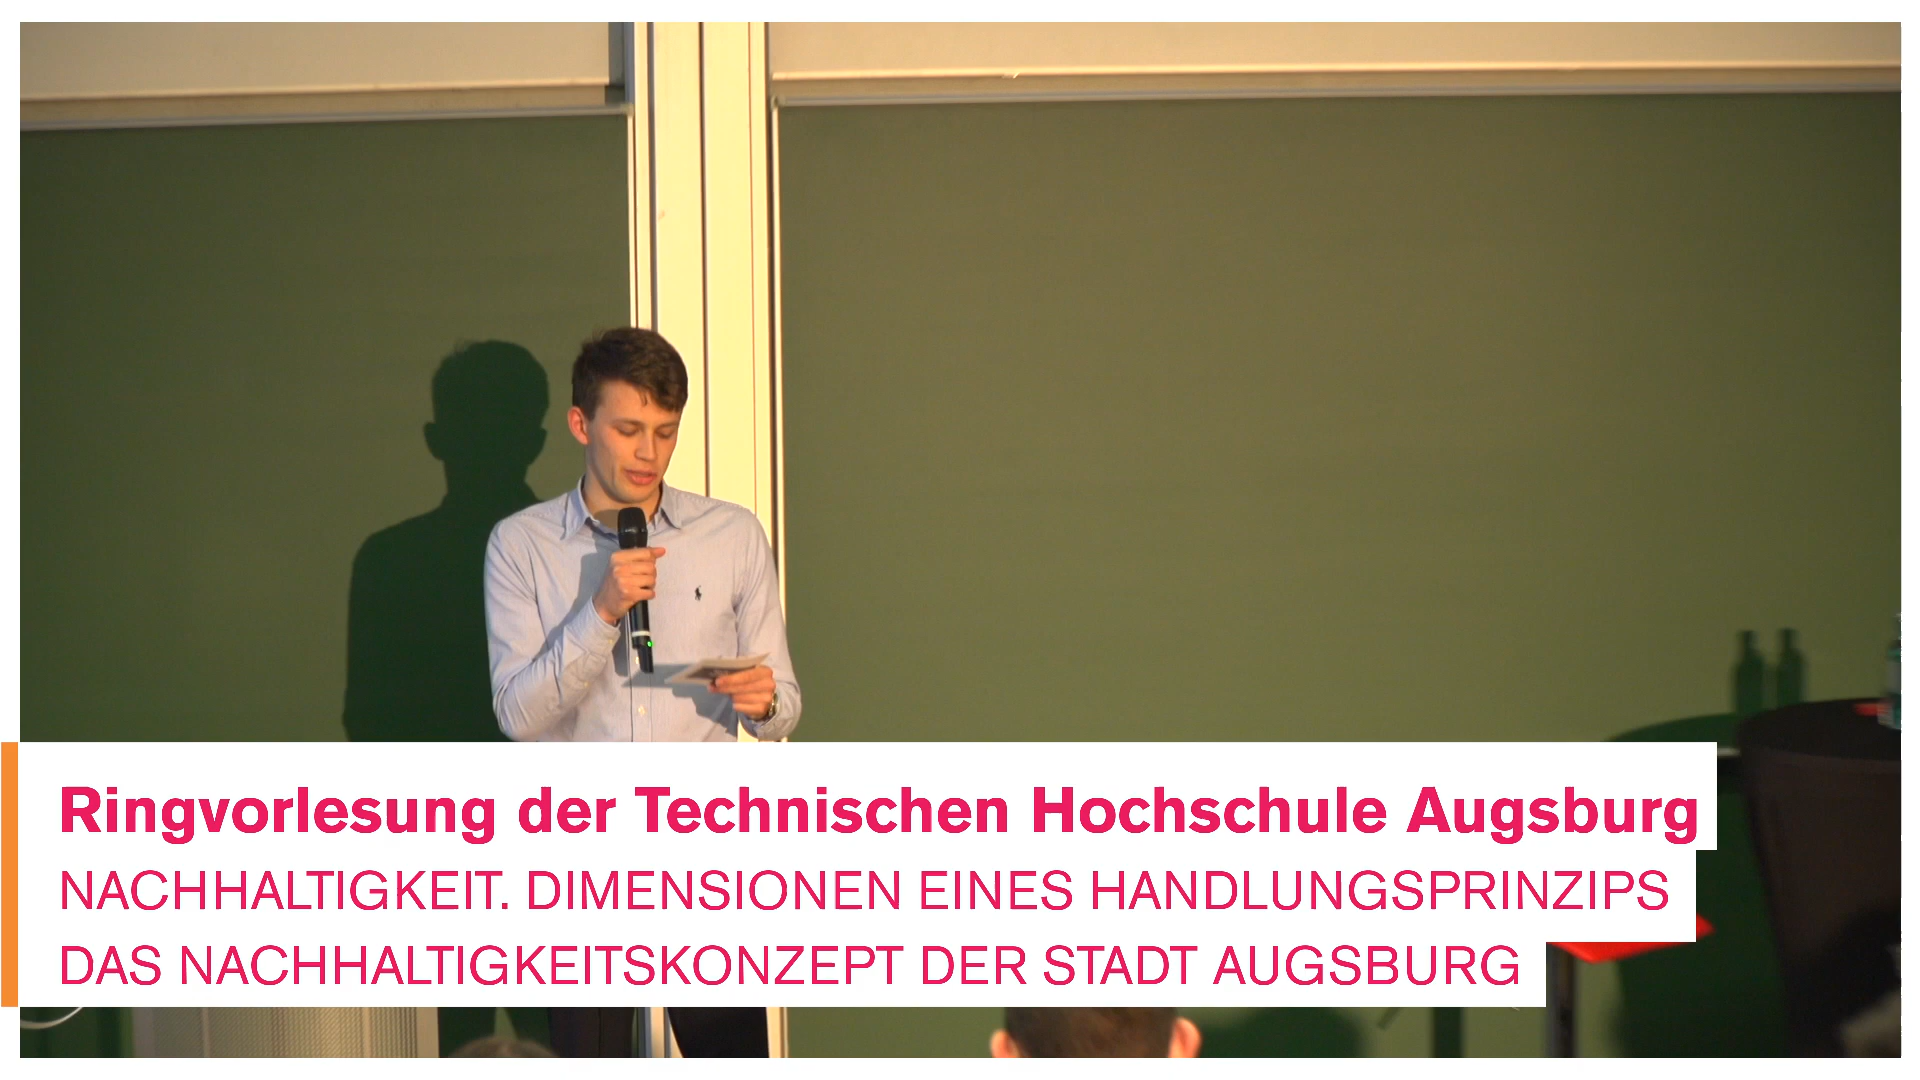 Ringvorlesung der Technischen Hochschule Augsburg
NACHHALTIGKEIT. DIMENSIONEN EINES HANDLUNGSPRINZIPS
DAS NACHHALTIGKEITSKONZEPT DER STADT AUGSBURG